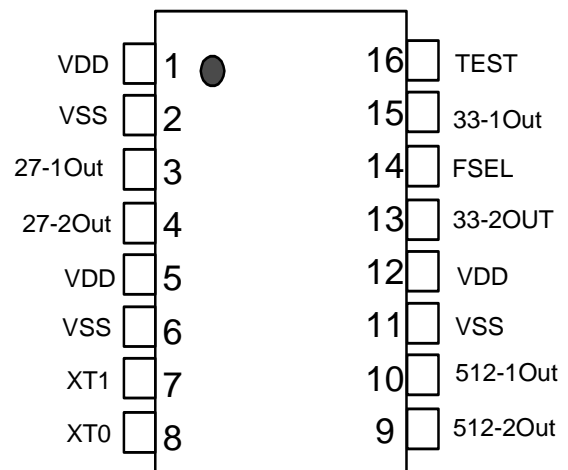 VDD 1 16 TEST
VSS 2 15 33-1Out
27-1Out 3 14 FSEL
27-2Out 4 13 33-2OUT
VDD 5 12 VDD
VSS 6 11 VSS
XT1 7 10 512-1Out
XT0 8 9 512-2Out